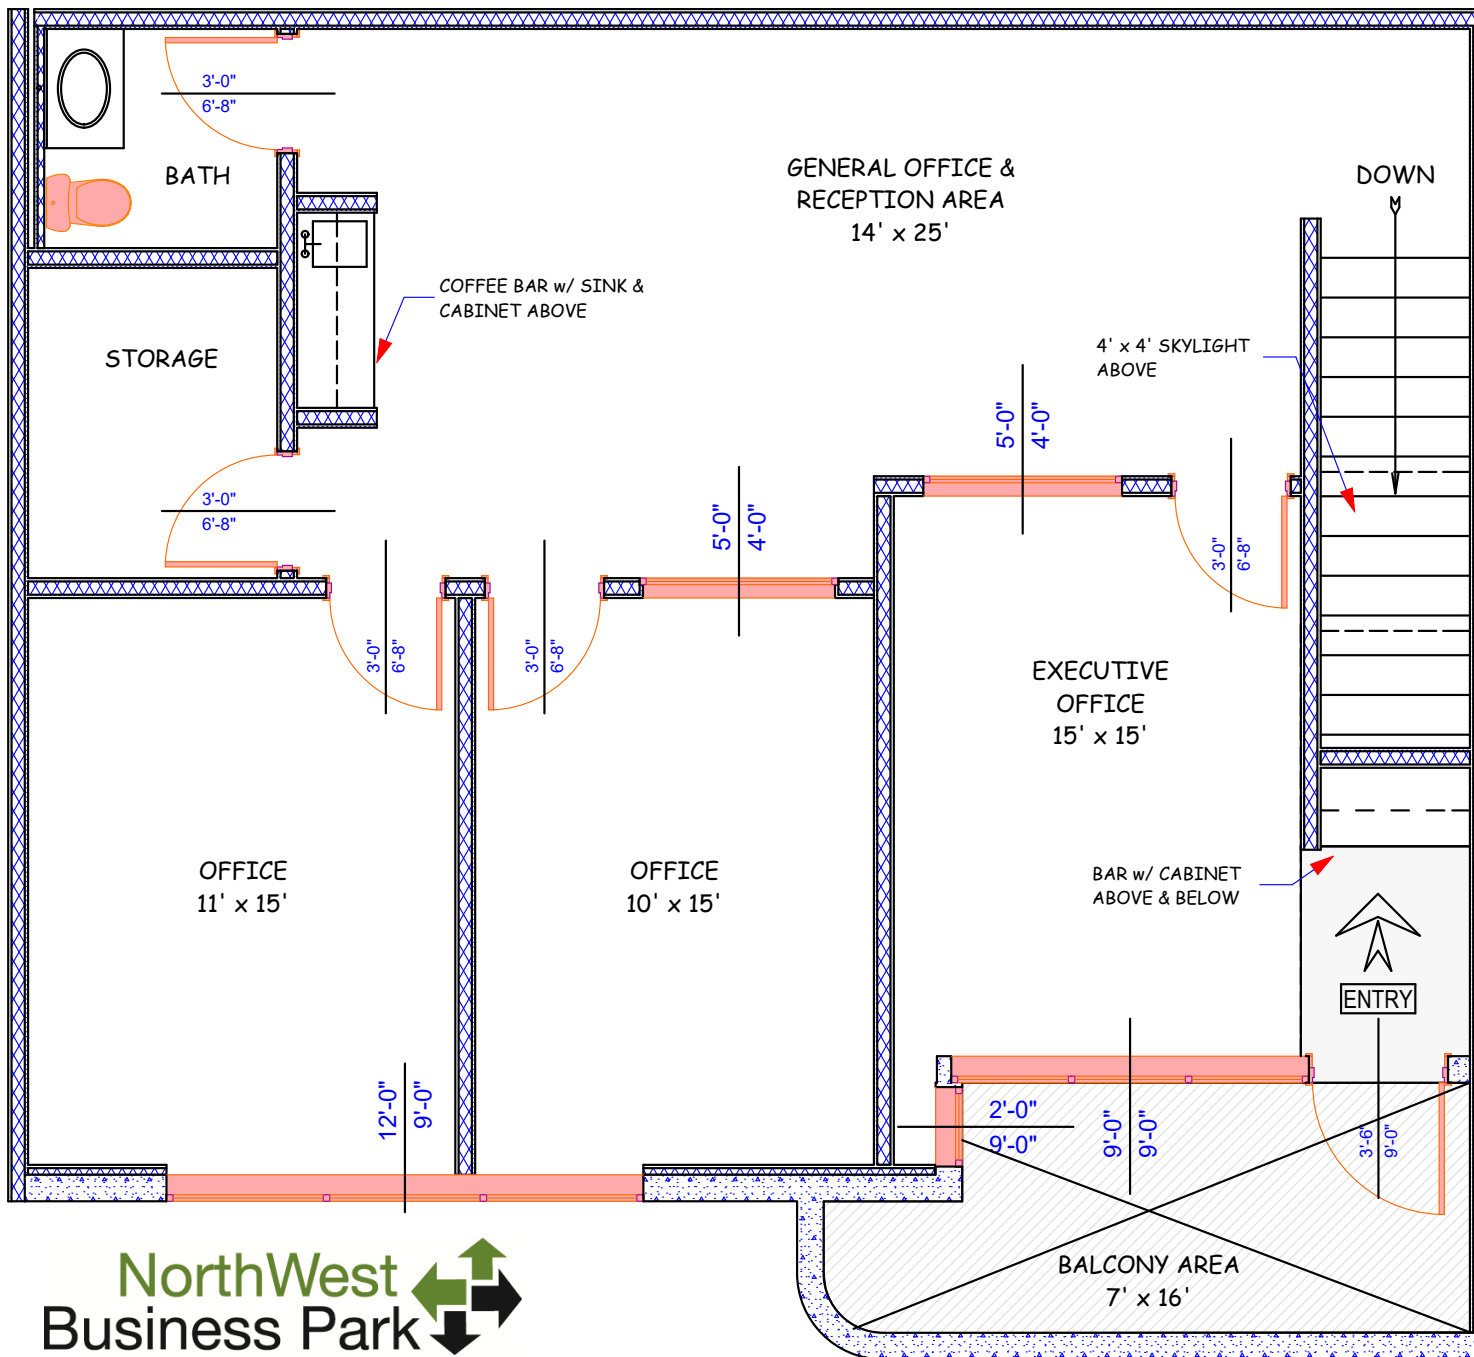 3'-0"
6'-8"
BATH
GENERAL OFFICE &
RECEPTION AREA
14' x 25'
DOWN
COFFEE BAR w/ SINK &
CABINET ABOVE
STORAGE
4' x 4' SKYLIGHT
ABOVE
5'-0"
4'-0"
3'-0"
6'-8"
5'-0"
4'-0"
3'-0"
6'-8"
3'-0"
6'-8"
3'-0"
6'-8"
EXECUTIVE
OFFICE
15' x 15'
OFFICE
11' x 15'
OFFICE
10' x 15'
BAR w/ CABINET
ABOVE & BELOW
ENTRY
12'-0"
9'-0"
2'-0"
9'-0"
9'-0"
9'-0"
3'-6"
9'-0"
BALCONY AREA
7' x 16'
NorthWest
Business Park